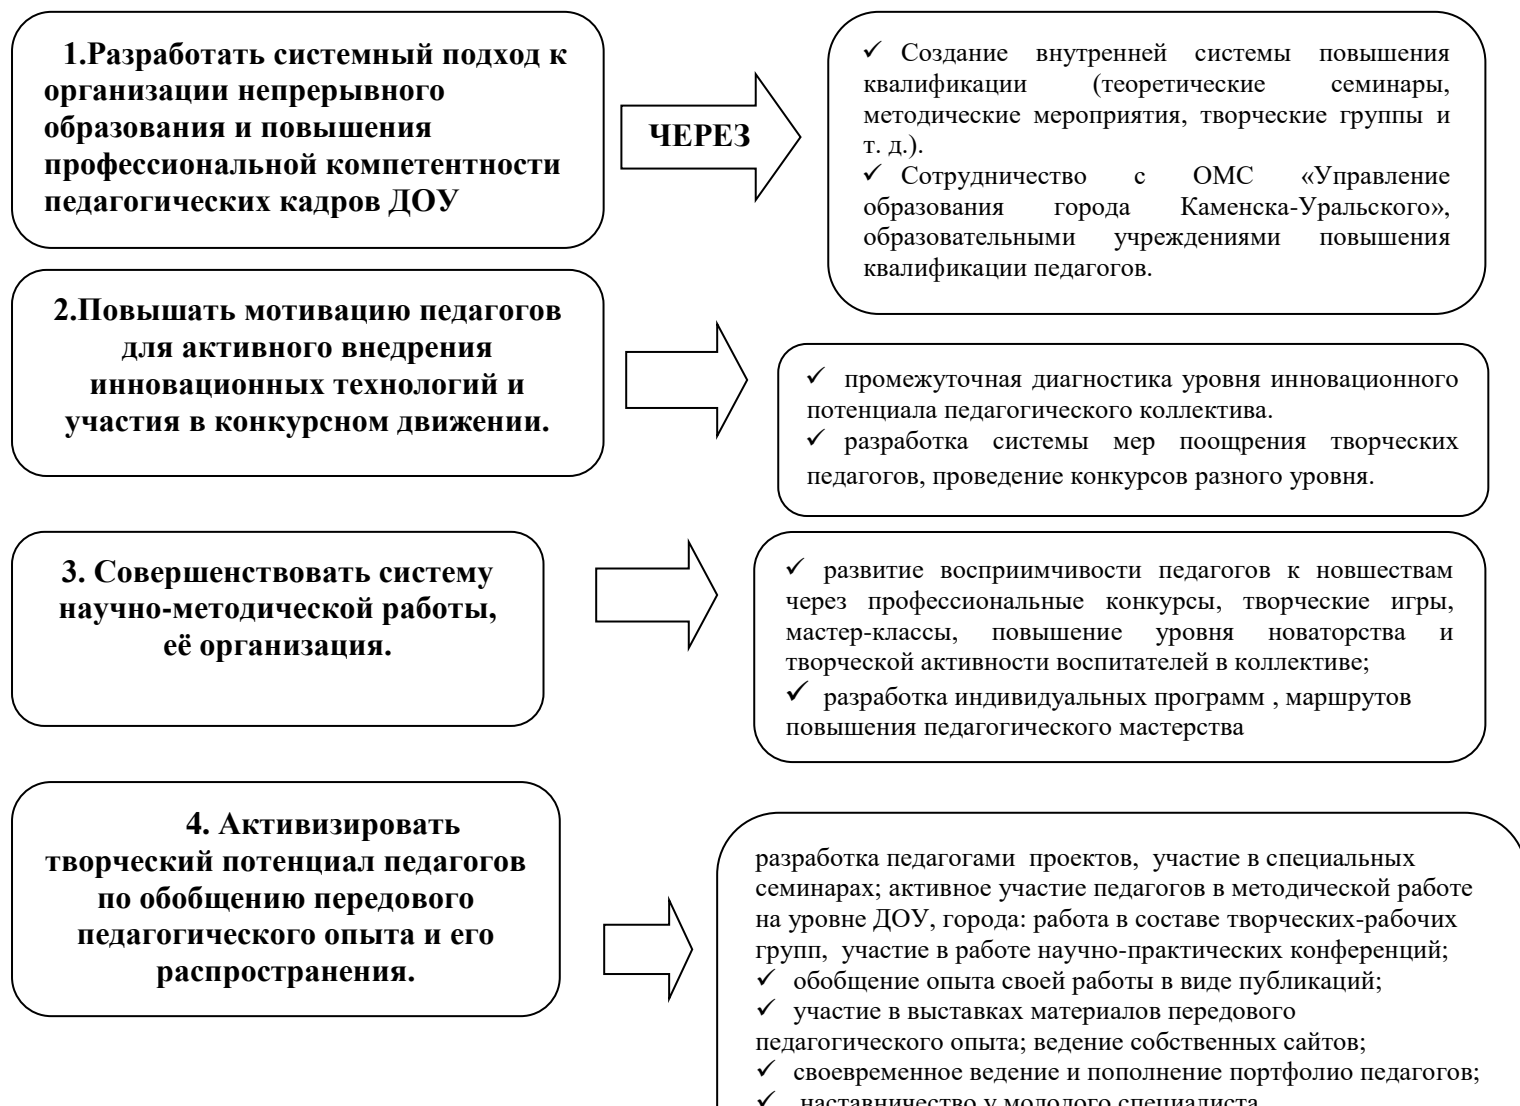 1.Разработать системный подход к
организации непрерывного
образования и повышения
профессиональной компетентности
педагогических кадров ДОУ
ЧЕРЕЗ
✓ Создание внутренней системы повышения
квалификации (теоретические семинары,
методические мероприятия, творческие группы и
т. д.).
✓ Сотрудничество с ОМС «Управление
образования города Каменска-Уральского»,
образовательными учреждениями повышения
квалификации педагогов.
2.Повышать мотивацию педагогов
для активного внедрения
инновационных технологий и
участия в конкурсном движении.
✓ промежуточная диагностика уровня инновационного
потенциала педагогического коллектива.
✓ разработка системы мер поощрения творческих
педагогов, проведение конкурсов разного уровня.
3. Совершенствовать систему
научно-методической работы,
её организация.
✓ развитие восприимчивости педагогов к новшествам
через профессиональные конкурсы, творческие игры,
мастер-классы, повышение уровня новаторства и
творческой активности воспитателей в коллективе;
✓ разработка индивидуальных программ , маршрутов
повышения педагогического мастерства
4. Активизировать
творческий потенциал педагогов
по обобщению передового
педагогического опыта и его
распространения.
разработка педагогами проектов, участие в специальных
семинарах; активное участие педагогов в методической работе
на уровне ДОУ, города: работа в составе творческих-рабочих
групп, участие в работе научно-практических конференций;
✓ обобщение опыта своей работы в виде публикаций;
✓ участие в выставках материалов передового
педагогического опыта; ведение собственных сайтов;
✓ своевременное ведение и пополнение портфолио педагогов;
✓ наставничество у молодого специалиста